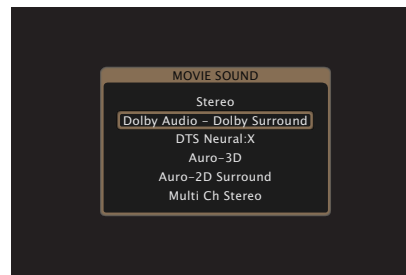 MOVIE SOUND
Stereo
Dolby Audio – Dolby Surround
DTS Neural:X
Auro-3D
Auro-2D Surround
Multi Ch Stereo